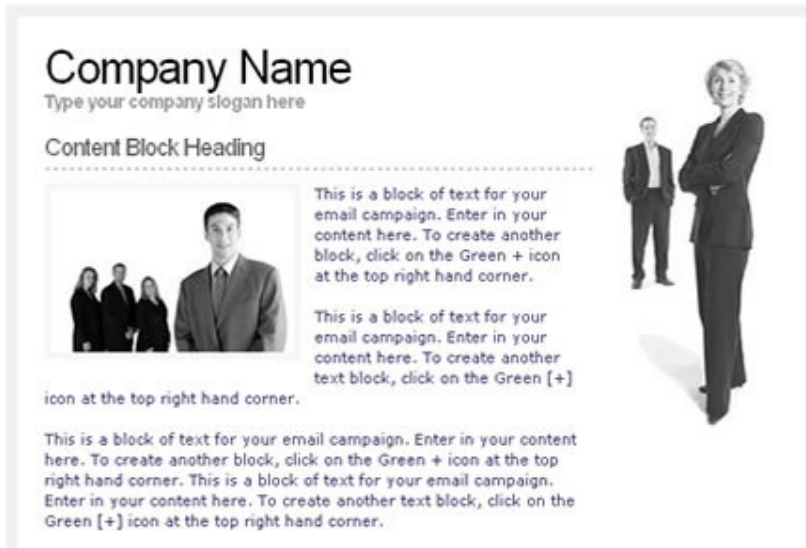 Company Name
Type your company slogan here
Content Block Heading
This is a block of text for your
email campaign. Enter in your
content here. To create another
block, click on the Green + icon
at the top right hand corner.
This is a block of text for your
email campaign. Enter in your
content here. To create another
text block, click on the Green [+]
icon at the top right hand corner.
This is a block of text for your email campaign. Enter in your content
here. To create another block, click on the Green + icon at the top
right hand corner. This is a block of text for your email campaign.
Enter in your content here. To create another text block, click on the
Green [+] icon at the top right hand corner.